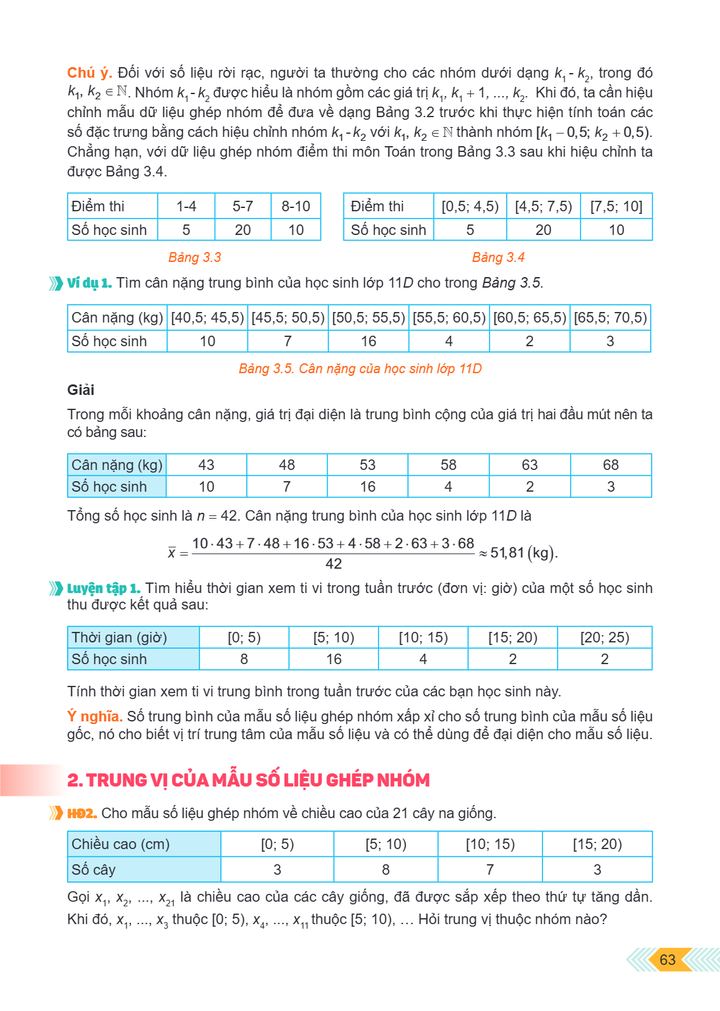 Chú ý. Đối với số liệu rời rạc, người ta thường cho các nhóm dưới dạng k₁ - k₂, trong đó
k₁, k₂ ∈ ℕ. Nhóm k₁ - k₂ được hiểu là nhóm gồm các giá trị k₁, k₁ + 1, ..., k₂. Khi đó, ta cần hiệu
chỉnh mẫu dữ liệu ghép nhóm để đưa về dạng Bảng 3.2 trước khi thực hiện tính toán các
số đặc trưng bằng cách hiệu chỉnh nhóm k₁ - k₂ với k₁, k₂ ∈ ℕ thành nhóm [k₁ − 0,5; k₂ + 0,5).
Chẳng hạn, với dữ liệu ghép nhóm điểm thi môn Toán trong Bảng 3.3 sau khi hiệu chỉnh ta
được Bảng 3.4.
Điểm thi 1-4 5-7 8-10
Số học sinh 5 20 10
Bảng 3.3
Điểm thi [0,5; 4,5) [4,5; 7,5) [7,5; 10]
Số học sinh 5 20 10
Bảng 3.4
Ví dụ 1. Tìm cân nặng trung bình của học sinh lớp 11D cho trong Bảng 3.5.
Cân nặng (kg) [40,5; 45,5) [45,5; 50,5) [50,5; 55,5) [55,5; 60,5) [60,5; 65,5) [65,5; 70,5)
Số học sinh 10 7 16 4 2 3
Bảng 3.5. Cân nặng của học sinh lớp 11D
Giải
Trong mỗi khoảng cân nặng, giá trị đại diện là trung bình cộng của giá trị hai đầu mút nên ta
có bảng sau:
Cân nặng (kg) 43 48 53 58 63 68
Số học sinh 10 7 16 4 2 3
Tổng số học sinh là n = 42. Cân nặng trung bình của học sinh lớp 11D là
x̄ = (10·43 + 7·48 + 16·53 + 4·58 + 2·63 + 3·68)/42 ≈ 51,81 (kg).
Luyện tập 1. Tìm hiểu thời gian xem ti vi trong tuần trước (đơn vị: giờ) của một số học sinh
thu được kết quả sau:
Thời gian (giờ) [0; 5) [5; 10) [10; 15) [15; 20) [20; 25)
Số học sinh 8 16 4 2 2
Tính thời gian xem ti vi trung bình trong tuần trước của các bạn học sinh này.
Ý nghĩa. Số trung bình của mẫu số liệu ghép nhóm xấp xỉ cho số trung bình của mẫu số liệu
gốc, nó cho biết vị trí trung tâm của mẫu số liệu và có thể dùng để đại diện cho mẫu số liệu.
2. TRUNG VỊ CỦA MẪU SỐ LIỆU GHÉP NHÓM
HĐ2. Cho mẫu số liệu ghép nhóm về chiều cao của 21 cây na giống.
Chiều cao (cm) [0; 5) [5; 10) [10; 15) [15; 20)
Số cây 3 8 7 3
Gọi x₁, x₂, ..., x₂₁ là chiều cao của các cây giống, đã được sắp xếp theo thứ tự tăng dần.
Khi đó, x₁, ..., x₃ thuộc [0; 5), x₄, ..., x₁₁ thuộc [5; 10), … Hỏi trung vị thuộc nhóm nào?
63